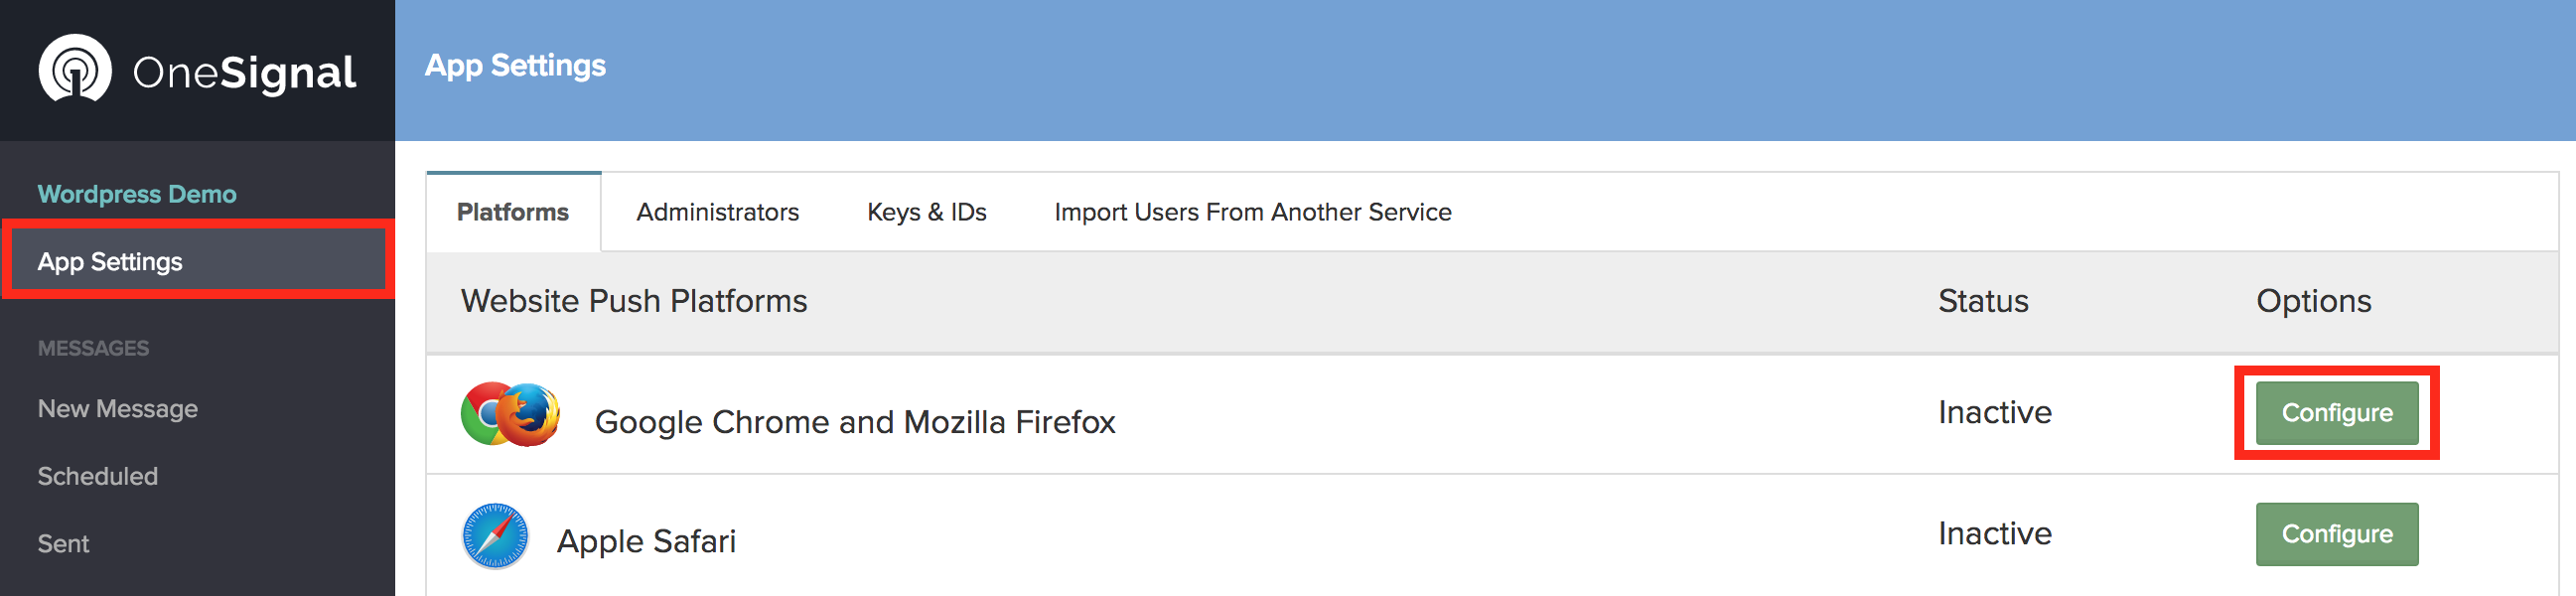 OneSignal
App Settings
Wordpress Demo
App Settings
MESSAGES
New Message
Scheduled
Sent
Platforms Administrators Keys & IDs Import Users From Another Service
Website Push Platforms Status Options
Google Chrome and Mozilla Firefox Inactive Configure
Apple Safari Inactive Configure